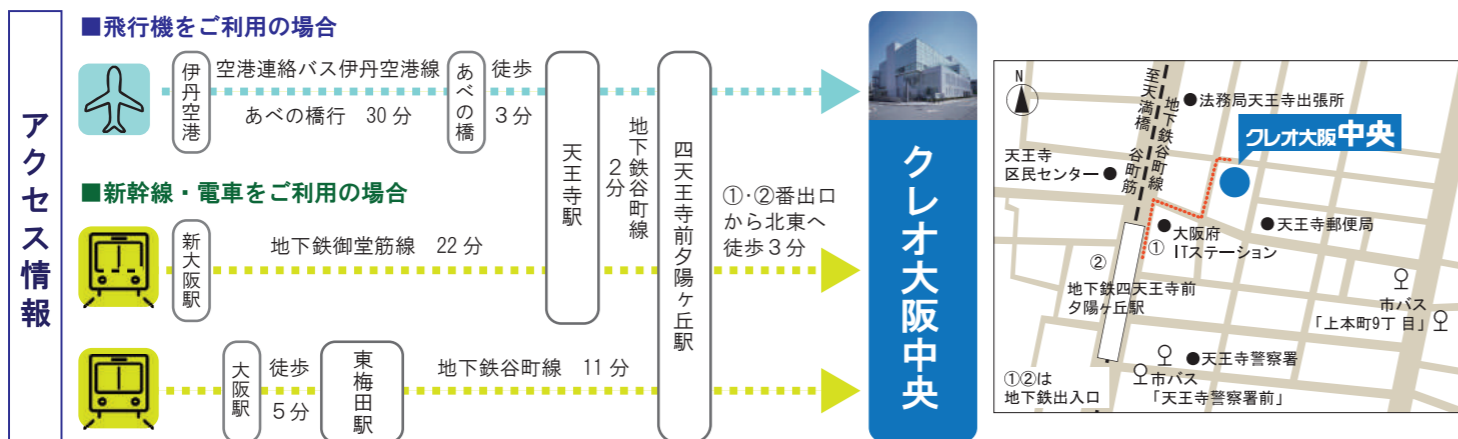 アクセス情報
■飛行機をご利用の場合
伊丹空港
空港連絡バス伊丹空港線
あべの橋行 30分
あべの橋
徒歩
3分
天王寺駅
地下鉄谷町線
2分
四天王寺前夕陽ヶ丘駅
■新幹線・電車をご利用の場合
新大阪駅
地下鉄御堂筋線 22分
①・②番出口
から北東へ
徒歩3分
大阪駅
徒歩
5分
東梅田駅
地下鉄谷町線 11分
クレオ大阪中央
N
至天満橋
地下鉄谷町線
谷町筋
●法務局天王寺出張所
クレオ大阪中央
天王寺
区民センター●
●天王寺郵便局
●大阪府
ITステーション
①
②
地下鉄四天王寺前
夕陽ヶ丘駅
市バス
「上本町9丁目」
●天王寺警察署
市バス
「天王寺警察署前」
①②は
地下鉄出入口